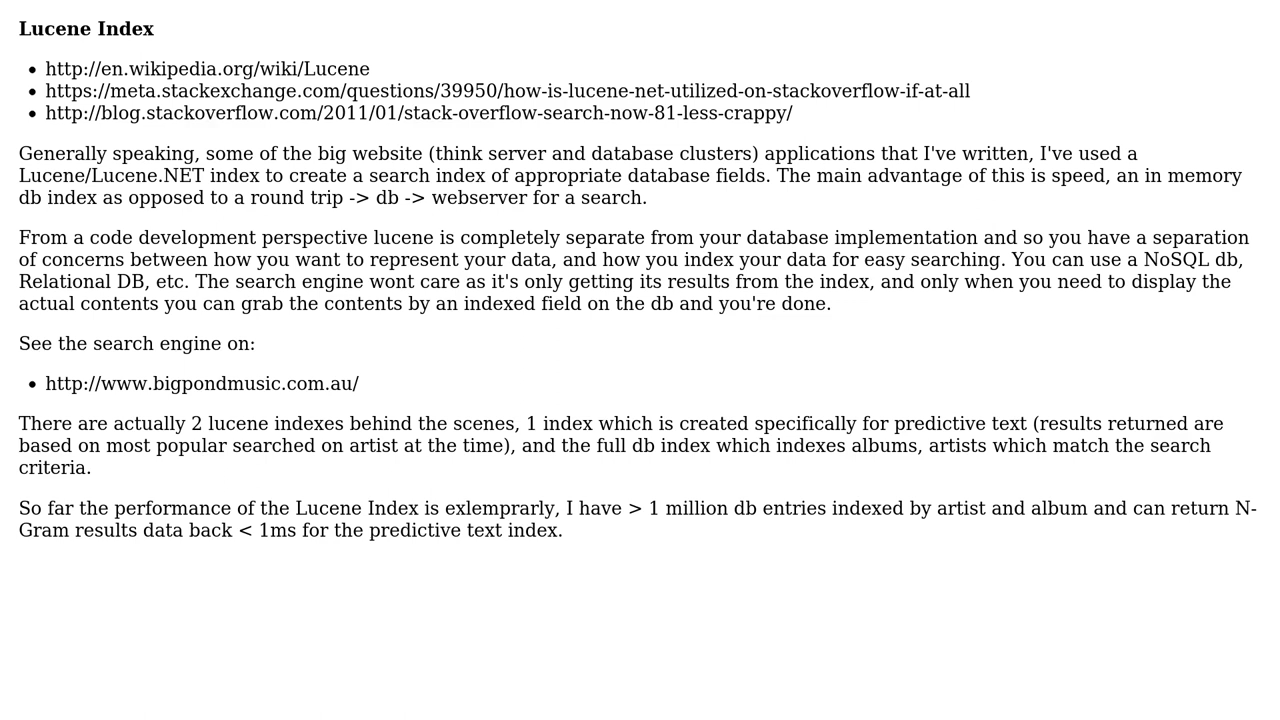 Lucene Index
• http://en.wikipedia.org/wiki/Lucene
• https://meta.stackexchange.com/questions/39950/how-is-lucene-net-utilized-on-stackoverflow-if-at-all
• http://blog.stackoverflow.com/2011/01/stack-overflow-search-now-81-less-crappy/
Generally speaking, some of the big website (think server and database clusters) applications that I've written, I've used a
Lucene/Lucene.NET index to create a search index of appropriate database fields. The main advantage of this is speed, an in memory
db index as opposed to a round trip -> db -> webserver for a search.
From a code development perspective lucene is completely separate from your database implementation and so you have a separation
of concerns between how you want to represent your data, and how you index your data for easy searching. You can use a NoSQL db,
Relational DB, etc. The search engine wont care as it's only getting its results from the index, and only when you need to display the
actual contents you can grab the contents by an indexed field on the db and you're done.
See the search engine on:
• http://www.bigpondmusic.com.au/
There are actually 2 lucene indexes behind the scenes, 1 index which is created specifically for predictive text (results returned are
based on most popular searched on artist at the time), and the full db index which indexes albums, artists which match the search
criteria.
So far the performance of the Lucene Index is exlemprarly, I have > 1 million db entries indexed by artist and album and can return N-
Gram results data back < 1ms for the predictive text index.